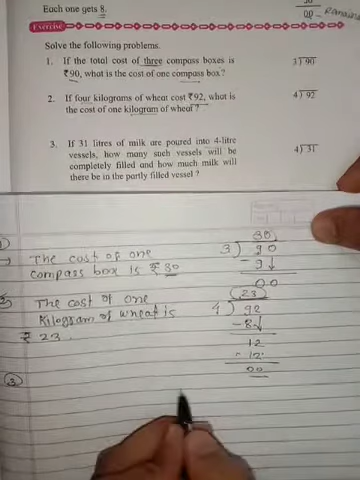 Each one gets 8.
00 - Remainder
Exercise
Solve the following problems.
1. If the total cost of three compass boxes is
₹90, what is the cost of one compass box?
3)90
2. If four kilograms of wheat cost ₹92, what is
the cost of one kilogram of wheat?
4)92
3. If 31 litres of milk are poured into 4-litre
vessels, how many such vessels will be
completely filled and how much milk will
there be in the partly filled vessel?
4)31
The cost of one
compass box is ₹ 30
30
3)90
-9↓
00
2) The cost of one
kilogram of wheat is
₹ 23.
23
4)92
-8↓
12
- 12
00
3